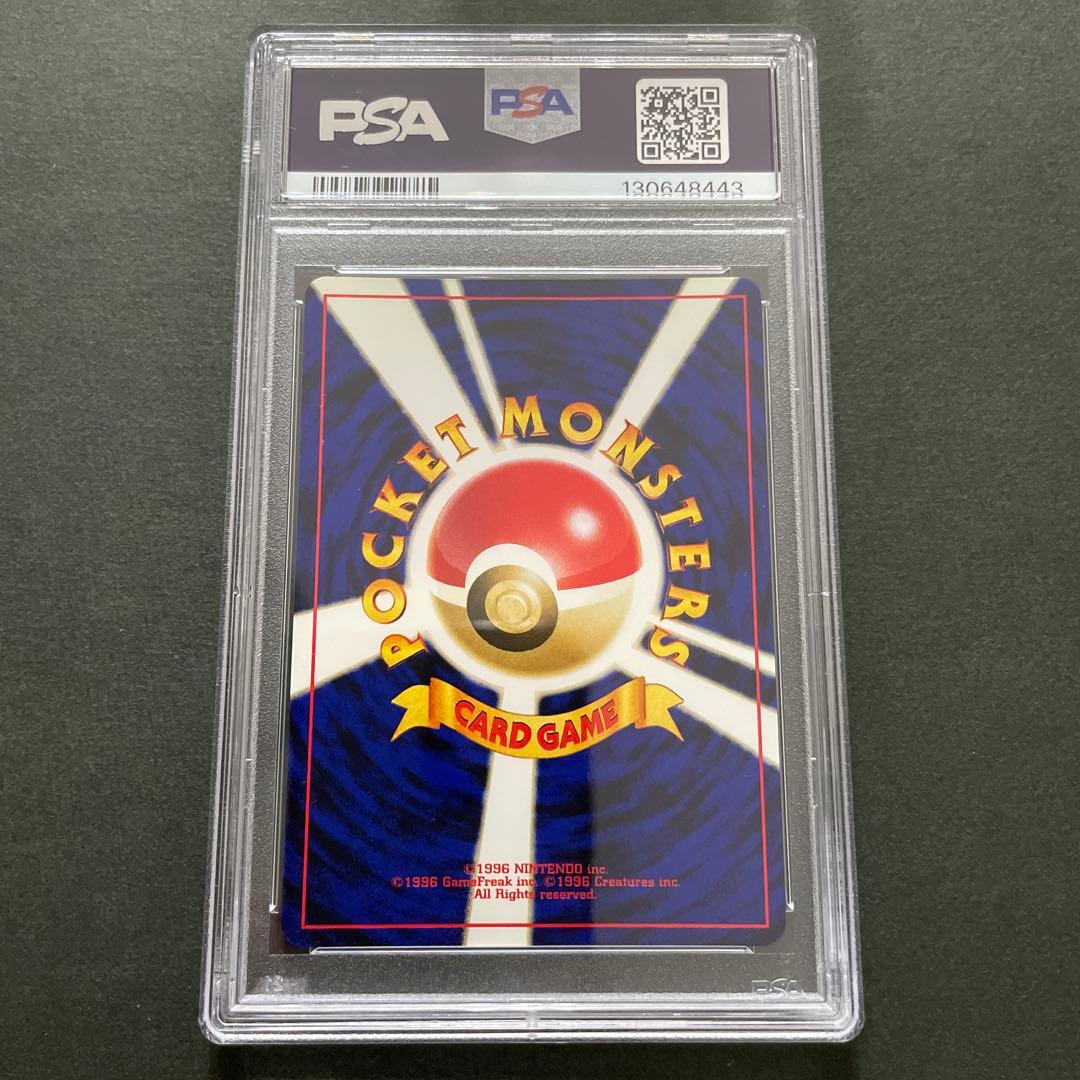 PSA
PSA
130648443
POCKET MONSTERS
CARD GAME
©1996 NINTENDO inc.
©1996 GameFreak inc. ©1996 Creatures inc.
All Rights reserved.
PSA